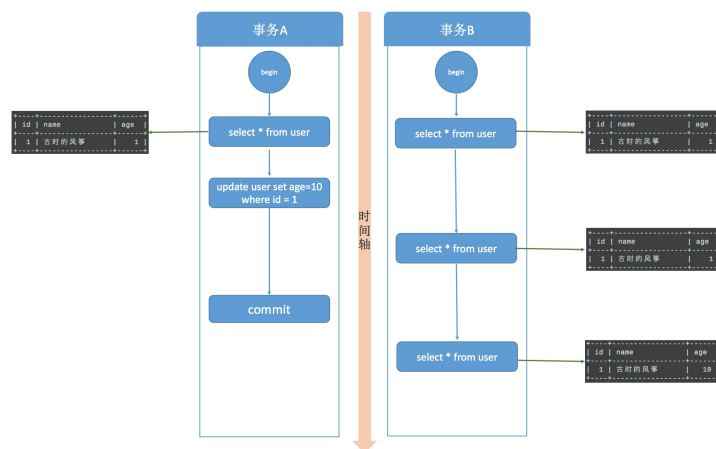 事务A
begin
+----+-----------------+------+
| id | name | age |
+----+-----------------+------+
| 1 | 古时的风筝 | 1 |
+----+-----------------+------+
select * from user
update user set age=10
where id = 1
commit
时间轴
事务B
begin
select * from user
+----+-----------------+------
| id | name | age
+----+-----------------+------
| 1 | 古时的风筝 | 1
+----+-----------------+------
select * from user
+----+-----------------+------
| id | name | age
+----+-----------------+------
| 1 | 古时的风筝 | 1
+----+-----------------+------
select * from user
+----+-----------------+------
| id | name | age
+----+-----------------+------
| 1 | 古时的风筝 | 10
+----+-----------------+------